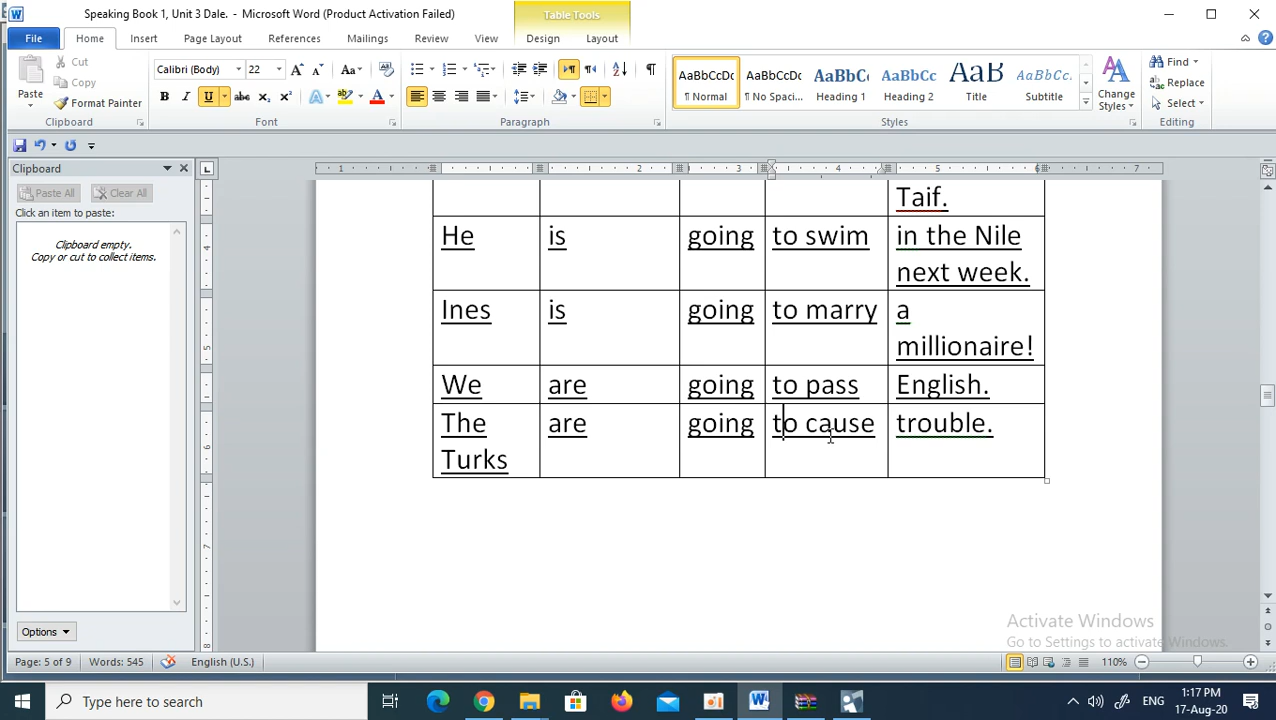 Speaking Book 1, Unit 3 Dale. - Microsoft Word (Product Activation Failed)
Table Tools
File Home Insert Page Layout References Mailings Review View Design Layout
Paste
Cut
Copy
Format Painter
Clipboard
Calibri (Body) 22
Font
Paragraph
AaBbCcDc
¶ Normal
AaBbCcDc
¶ No Spaci...
AaBbCc
Heading 1
AaBbCc
Heading 2
AaB
Title
AaBbCc.
Subtitle
Styles
Change Styles
Find
Replace
Select
Editing
Clipboard
Paste All
Clear All
Click an item to paste:
Clipboard empty.
Copy or cut to collect items.
Options
Taif.
He is going to swim in the Nile
next week.
Ines is going to marry a
millionaire!
We are going to pass English.
The are going to cause trouble.
Turks
Activate Windows
Go to Settings to activate Windows.
Page: 5 of 9 Words: 545 English (U.S.) 110%
Type here to search
ENG
1:17 PM
17-Aug-20